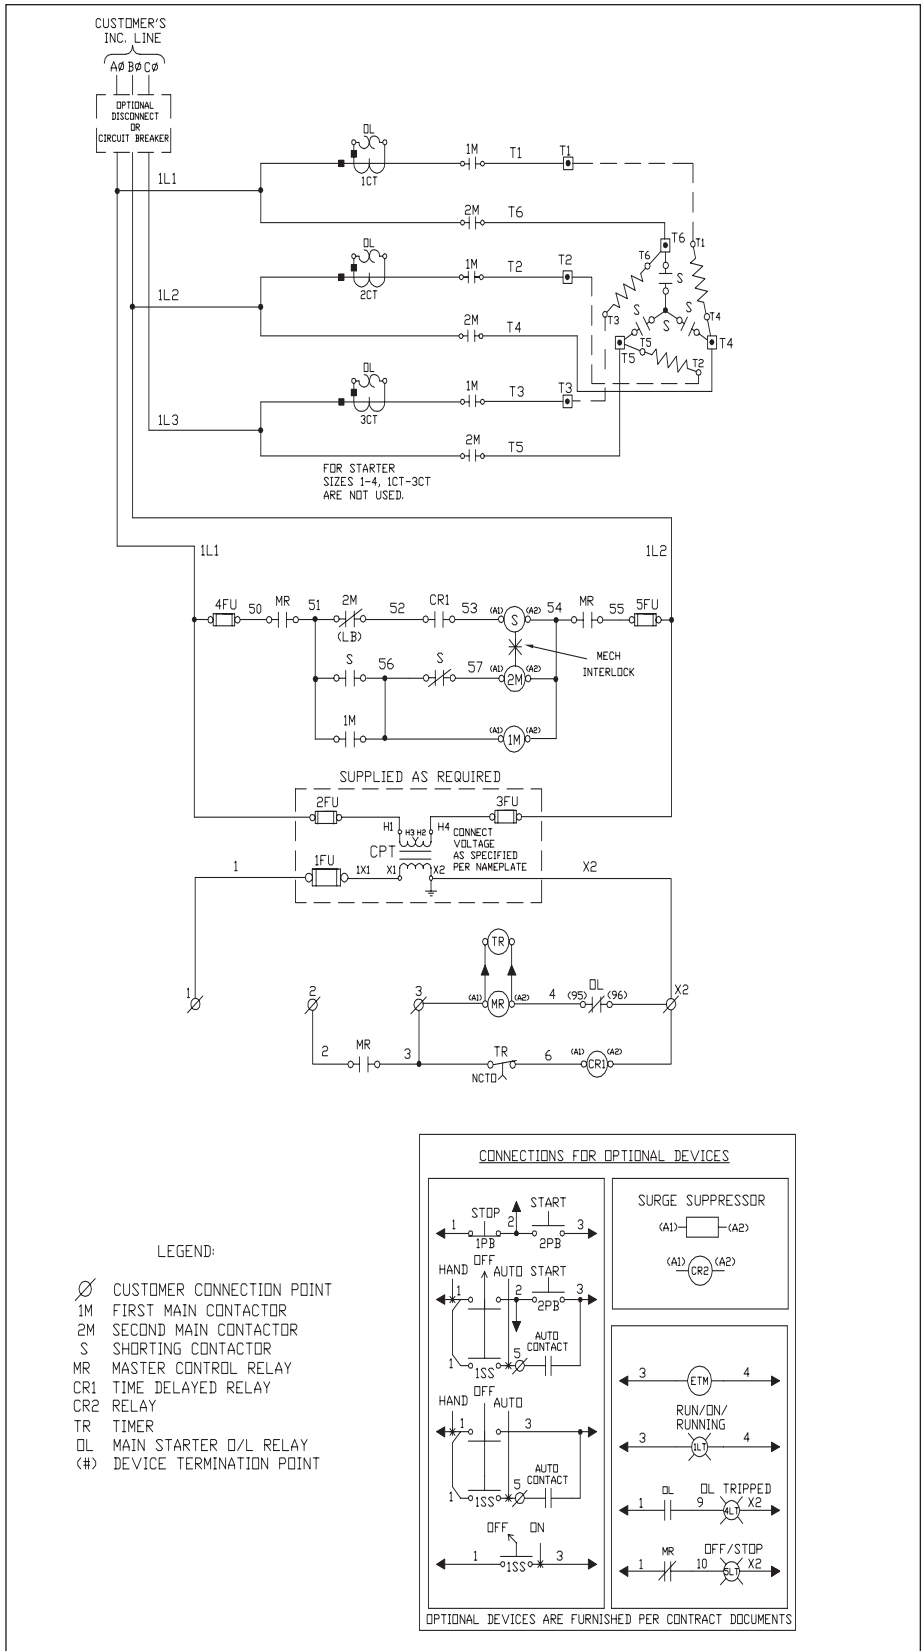 CUSTOMER'S
INC. LINE
AØ BØ CØ
OPTIONAL
DISCONNECT
OR
CIRCUIT BREAKER
OL
1CT
1M
T1
T1
1L1
2M
T6
T6
T1
T6
S
OL
2CT
1M
T2
T2
1L2
2M
T4
T3
S
S
T4
T5
T5
T2
T4
OL
3CT
1M
T3
T3
1L3
2M
T5
FOR STARTER
SIZES 1-4, 1CT-3CT
ARE NOT USED.
1L1
1L2
4FU 50 MR 51 2M 52 CR1 53 (A1) S (A2) 54 MR 55 5FU
(LB)
MECH
INTERLOCK
S 56 S 57 (A1) 2M (A2)
1M (A1) 1M (A2)
SUPPLIED AS REQUIRED
2FU
3FU
H1 H3 H2 H4
CONNECT
VOLTAGE
AS SPECIFIED
PER NAMEPLATE
CPT
1 1FU 1X1 X1 X2 X2
TR
1 2 3 (A1) MR (A2) 4 (95) OL (96) X2
2 MR 3 TR 6 (A1) CR1 (A2)
NCTO
CONNECTIONS FOR OPTIONAL DEVICES
1 STOP 2 START 3
1PB 2PB
OFF
HAND AUTO START
1 2 3
2PB
AUTO
CONTACT
1 1SS 5
OFF
HAND AUTO
1 3
AUTO
CONTACT
1 1SS 5
OFF ON
1 1SS 3
SURGE SUPPRESSOR
(A1) (A2)
(A1) CR2 (A2)
3 ETM 4
RUN/ON/
RUNNING
3 1LT 4
OL OL TRIPPED
1 9 4LT X2
MR OFF/STOP
1 10 5LT X2
OPTIONAL DEVICES ARE FURNISHED PER CONTRACT DOCUMENTS
LEGEND:
Ø CUSTOMER CONNECTION POINT
1M FIRST MAIN CONTACTOR
2M SECOND MAIN CONTACTOR
S SHORTING CONTACTOR
MR MASTER CONTROL RELAY
CR1 TIME DELAYED RELAY
CR2 RELAY
TR TIMER
OL MAIN STARTER O/L RELAY
(#) DEVICE TERMINATION POINT